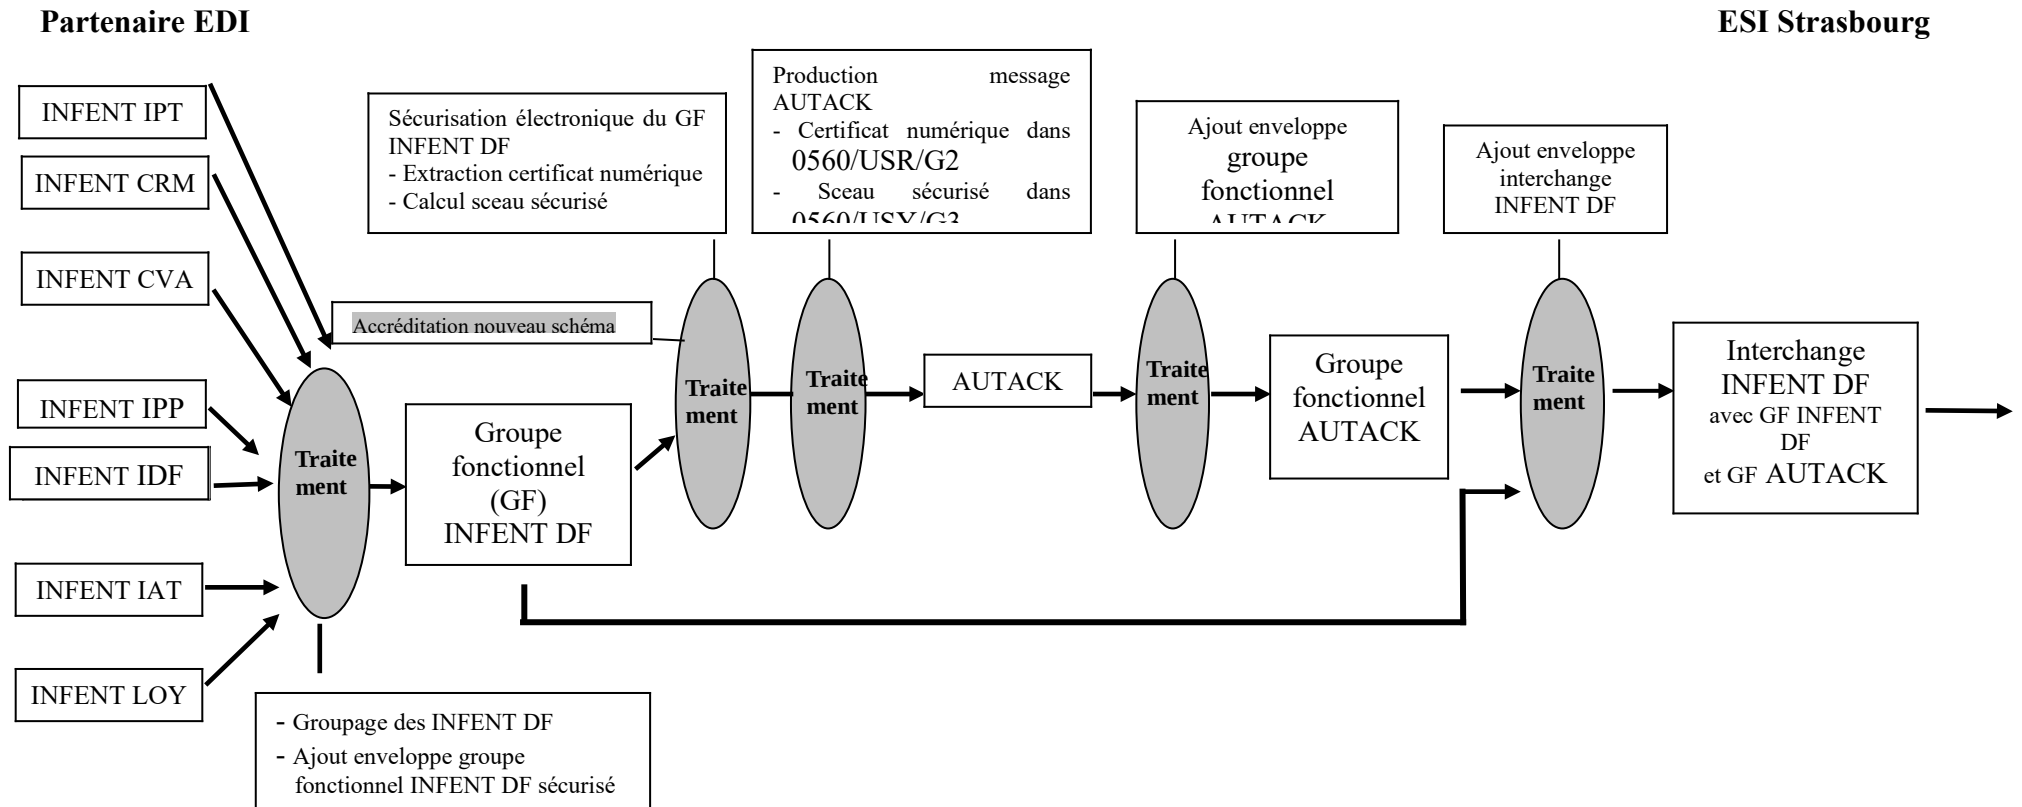 Partenaire EDI
ESI Strasbourg
INFENT IPT
INFENT CRM
INFENT CVA
INFENT IPP
INFENT IDF
INFENT IAT
INFENT LOY
Traite
ment
- Groupage des INFENT DF
- Ajout enveloppe groupe
fonctionnel INFENT DF sécurisé
Groupe
fonctionnel
(GF)
INFENT DF
Accréditation nouveau schéma
Sécurisation électronique du GF
INFENT DF
- Extraction certificat numérique
- Calcul sceau sécurisé
Traite
ment
Production message
AUTACK
- Certificat numérique dans
0560/USR/G2
- Sceau sécurisé dans
0560/USY/G3
Traite
ment
AUTACK
Ajout enveloppe
groupe
fonctionnel
AUTACK
Traite
ment
Groupe
fonctionnel
AUTACK
Ajout enveloppe
interchange
INFENT DF
Traite
ment
Interchange
INFENT DF
avec GF INFENT
DF
et GF AUTACK